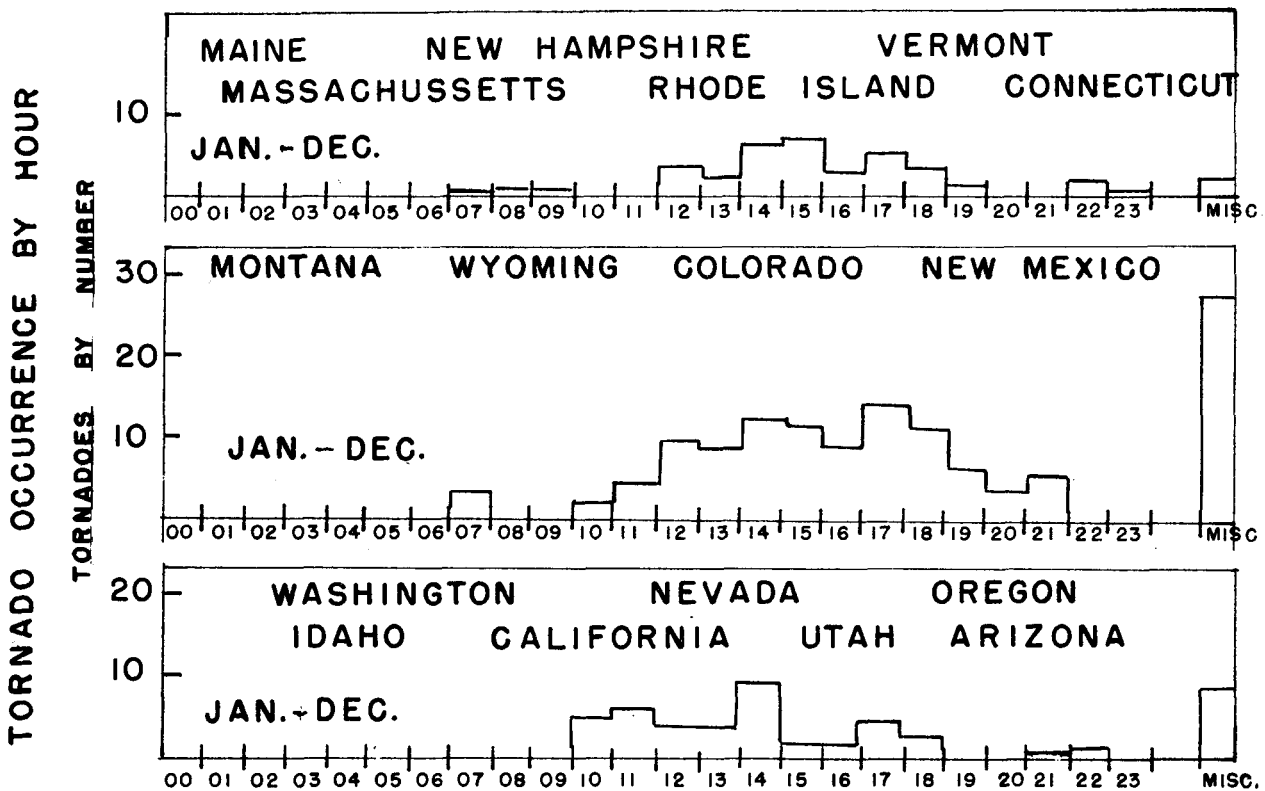 TORNADO OCCURRENCE BY HOUR
TORNADOES BY NUMBER
MAINE NEW HAMPSHIRE VERMONT
MASSACHUSSETTS RHODE ISLAND CONNECTICUT
10
JAN.-DEC.
00 01 02 03 04 05 06 07 08 09 10 11 12 13 14 15 16 17 18 19 20 21 22 23 MISC.
30
MONTANA WYOMING COLORADO NEW MEXICO
20
10
JAN.-DEC.
00 01 02 03 04 05 06 07 08 09 10 11 12 13 14 15 16 17 18 19 20 21 22 23 MISC
20
WASHINGTON NEVADA OREGON
IDAHO CALIFORNIA UTAH ARIZONA
10
JAN.-DEC.
00 01 02 03 04 05 06 07 08 09 10 11 12 13 14 15 16 17 18 19 20 21 22 23 MISC.